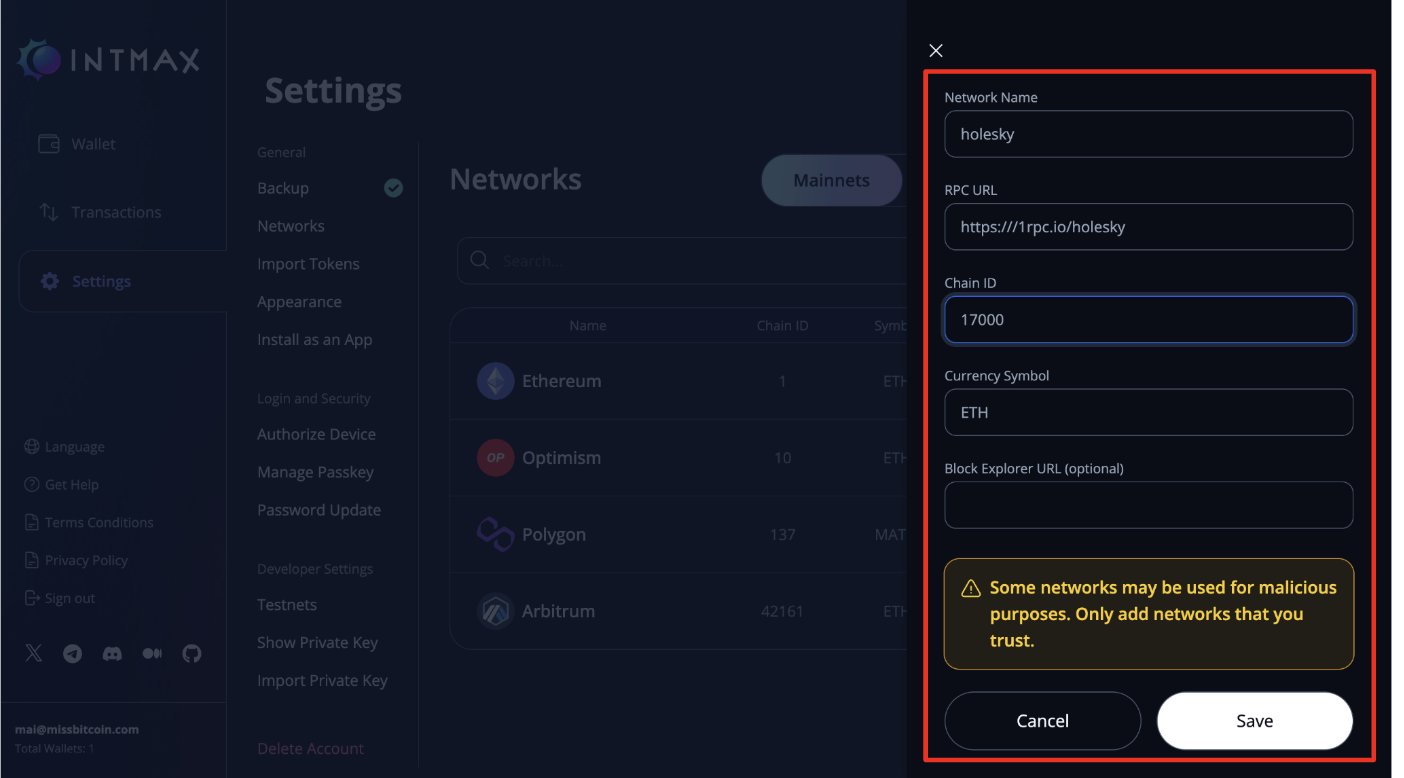 INTMAX
Wallet
Transactions
Settings
Language
Get Help
Terms Conditions
Privacy Policy
Sign out
mai@missbitcoin.com
Total Wallets: 1
Settings
General
Backup
Networks
Import Tokens
Appearance
Install as an App
Login and Security
Authorize Device
Manage Passkey
Password Update
Developer Settings
Testnets
Show Private Key
Import Private Key
Delete Account
Networks
Mainnets
Search...
Name Chain ID Symb
Ethereum 1 ETH
OP Optimism 10 ETH
Polygon 137 MAT
Arbitrum 42161 ETH
Network Name
holesky
RPC URL
https:///1rpc.io/holesky
Chain ID
17000
Currency Symbol
ETH
Block Explorer URL (optional)
Some networks may be used for malicious
purposes. Only add networks that you
trust.
Cancel
Save